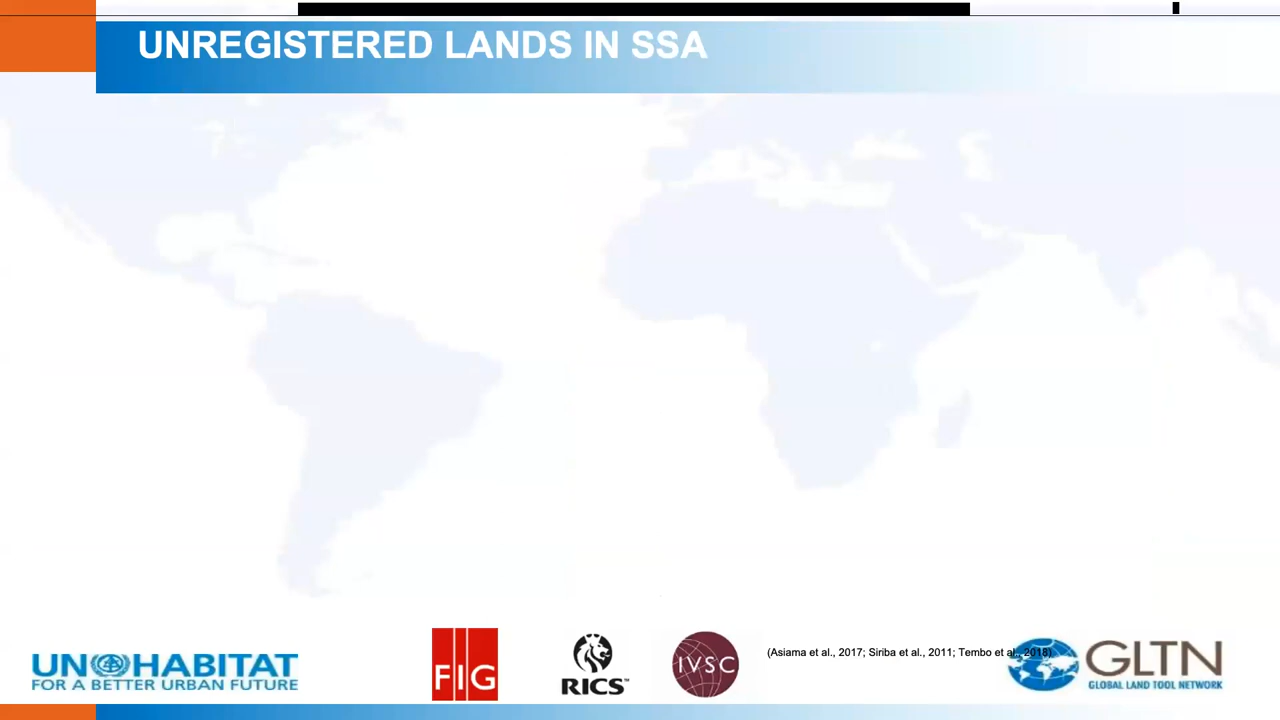 UNREGISTERED LANDS IN SSA
(Asiama et al., 2017; Siriba et al., 2011; Tembo et al., 2018)
UN HABITAT
FOR A BETTER URBAN FUTURE
FIG
RICS™
IVSC
GLTN
GLOBAL LAND TOOL NETWORK